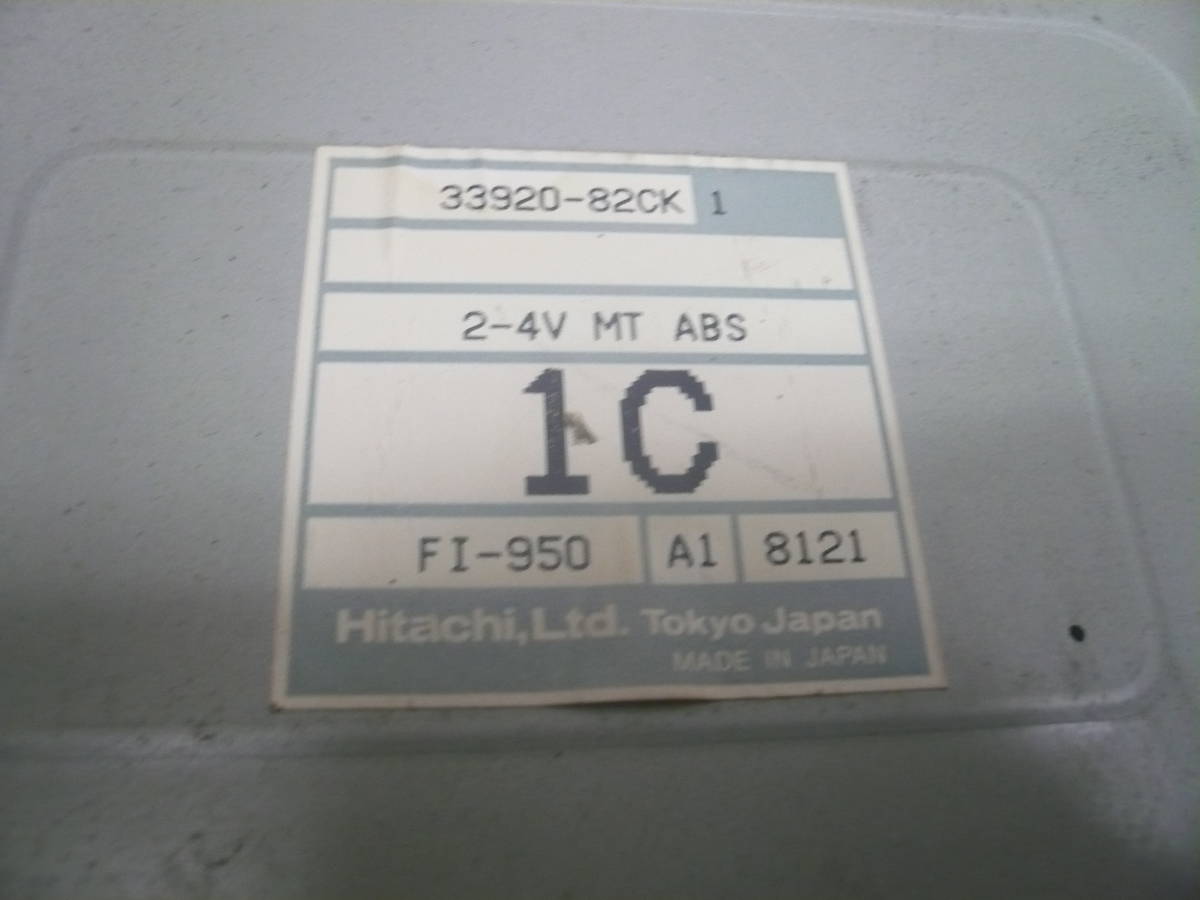 33920-82CK 1
2-4V MT ABS
1C
FI-950 A1 8121
Hitachi,Ltd. Tokyo Japan
MADE IN JAPAN